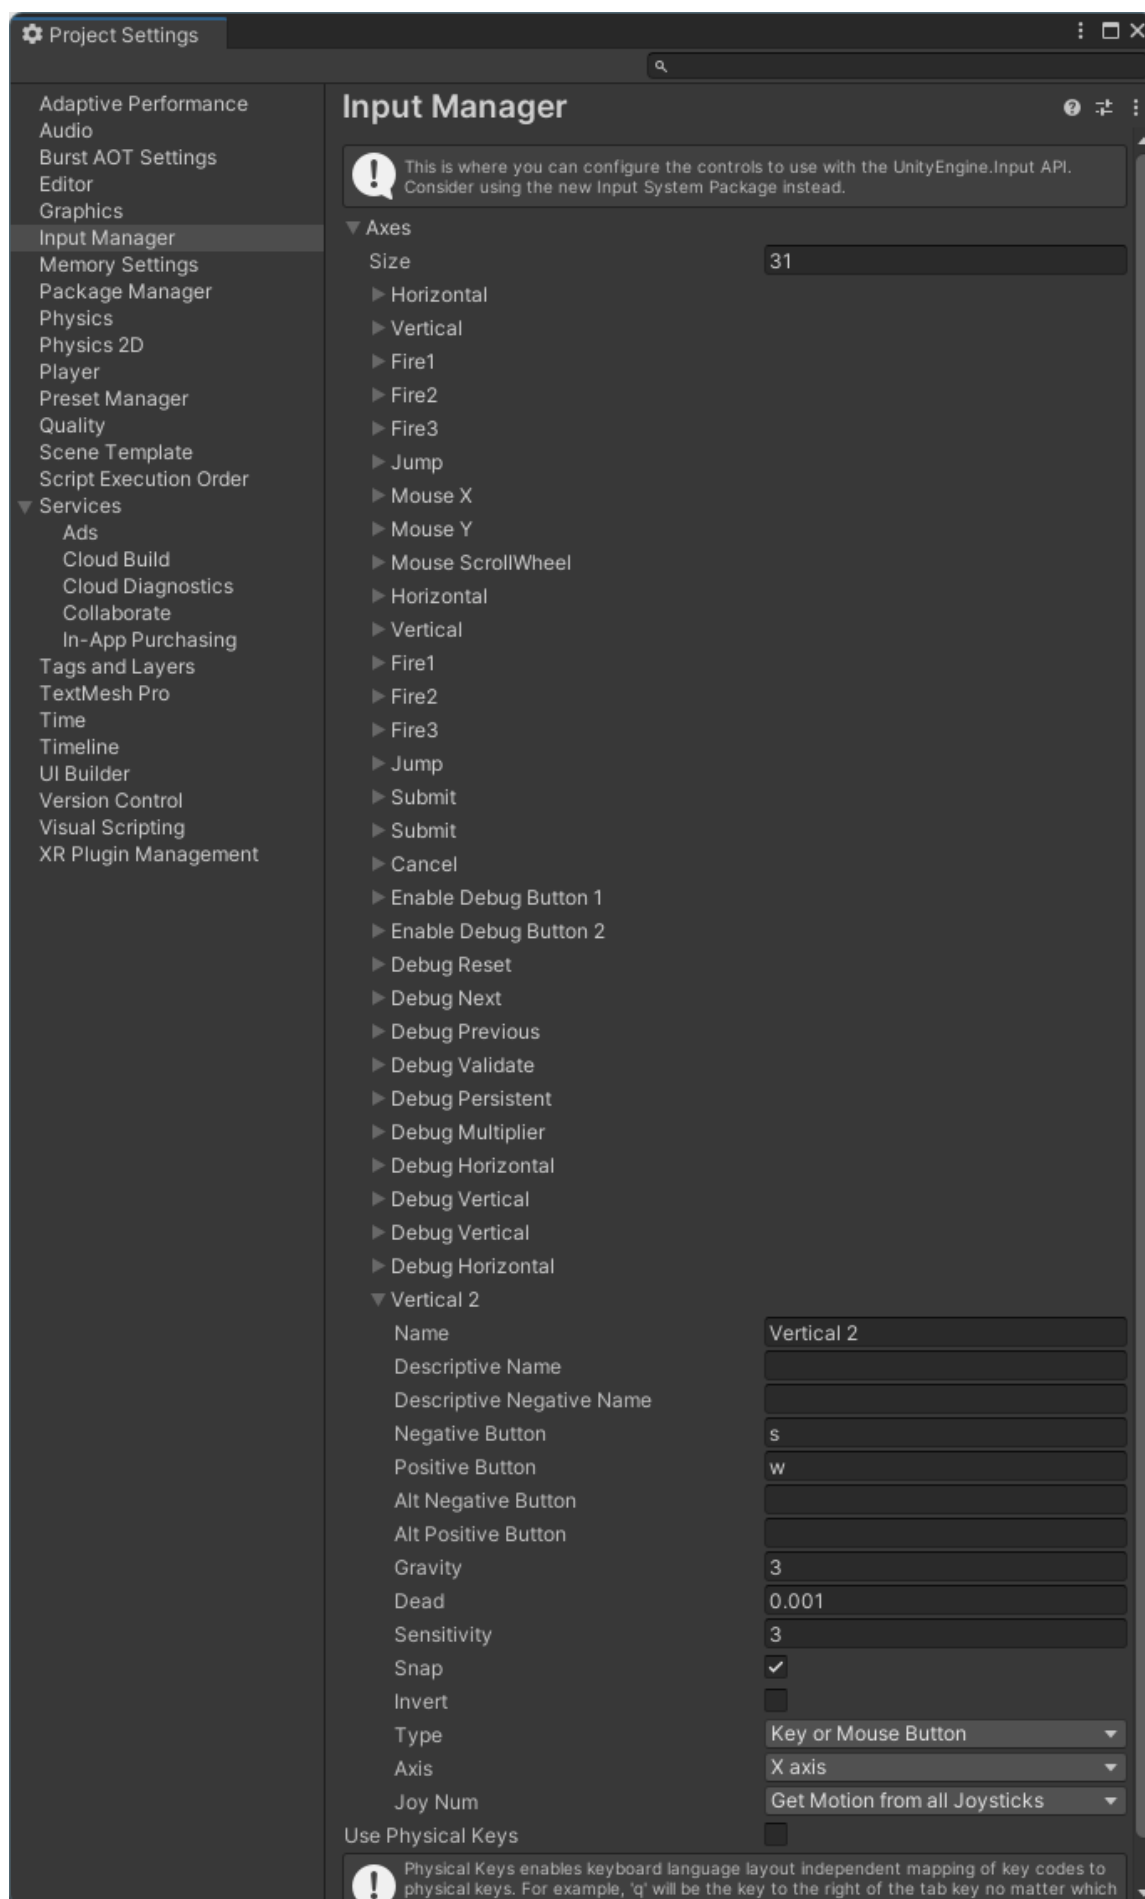 Project Settings
Adaptive Performance
Audio
Burst AOT Settings
Editor
Graphics
Input Manager
Memory Settings
Package Manager
Physics
Physics 2D
Player
Preset Manager
Quality
Scene Template
Script Execution Order
Services
Ads
Cloud Build
Cloud Diagnostics
Collaborate
In-App Purchasing
Tags and Layers
TextMesh Pro
Time
Timeline
UI Builder
Version Control
Visual Scripting
XR Plugin Management
Input Manager
This is where you can configure the controls to use with the UnityEngine.Input API.
Consider using the new Input System Package instead.
Axes
Size 31
Horizontal
Vertical
Fire1
Fire2
Fire3
Jump
Mouse X
Mouse Y
Mouse ScrollWheel
Horizontal
Vertical
Fire1
Fire2
Fire3
Jump
Submit
Submit
Cancel
Enable Debug Button 1
Enable Debug Button 2
Debug Reset
Debug Next
Debug Previous
Debug Validate
Debug Persistent
Debug Multiplier
Debug Horizontal
Debug Vertical
Debug Vertical
Debug Horizontal
Vertical 2
Name Vertical 2
Descriptive Name
Descriptive Negative Name
Negative Button s
Positive Button w
Alt Negative Button
Alt Positive Button
Gravity 3
Dead 0.001
Sensitivity 3
Snap
Invert
Type Key or Mouse Button
Axis X axis
Joy Num Get Motion from all Joysticks
Use Physical Keys
Physical Keys enables keyboard language layout independent mapping of key codes to
physical keys. For example, 'q' will be the key to the right of the tab key no matter which